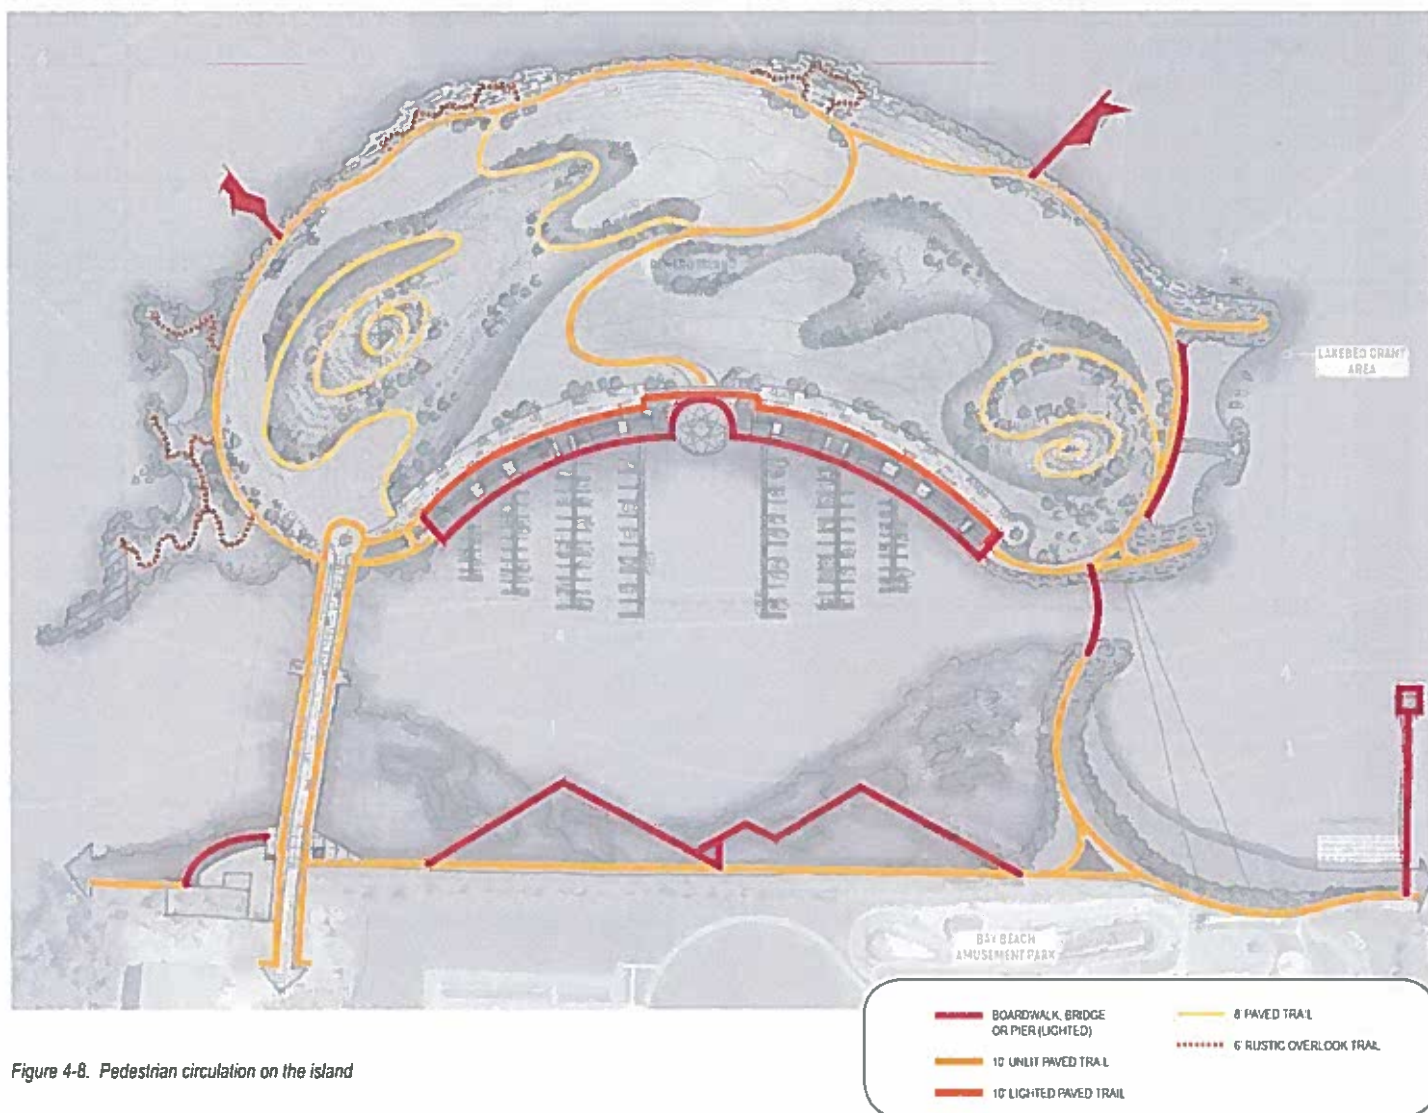 LAKEBED GRANT
AREA
BAY BEACH
AMUSEMENT PARK
BOARDWALK, BRIDGE
OR PIER (LIGHTED)
10' UNLIT PAVED TRAIL
10' LIGHTED PAVED TRAIL
8' PAVED TRAIL
6' RUSTIC OVERLOOK TRAIL
Figure 4-8. Pedestrian circulation on the island